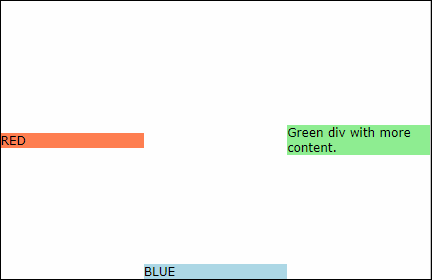 RED
Green div with more
content.
BLUE